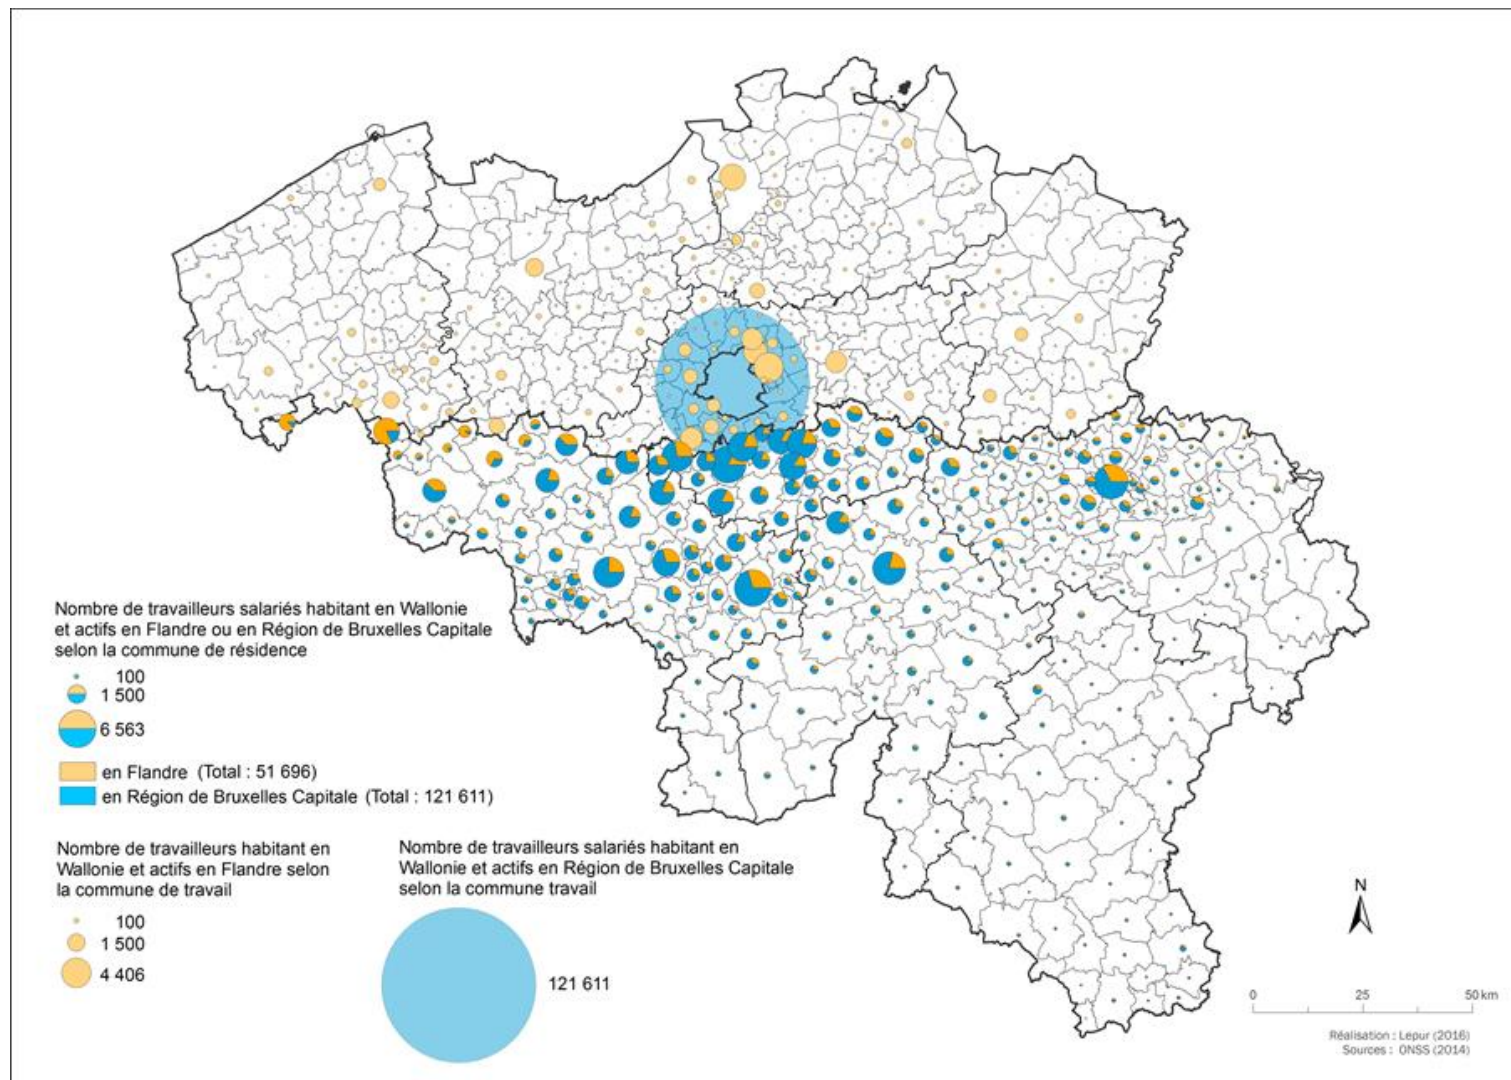 Nombre de travailleurs salariés habitant en Wallonie
et actifs en Flandre ou en Région de Bruxelles Capitale
selon la commune de résidence
100
1 500
6 563
en Flandre (Total : 51 696)
en Région de Bruxelles Capitale (Total : 121 611)
Nombre de travailleurs habitant en
Wallonie et actifs en Flandre selon
la commune de travail
100
1 500
4 406
Nombre de travailleurs salariés habitant en
Wallonie et actifs en Région de Bruxelles Capitale
selon la commune travail
121 611
N
0 25 50 km
Réalisation : Lepur (2016)
Sources : ONSS (2014)